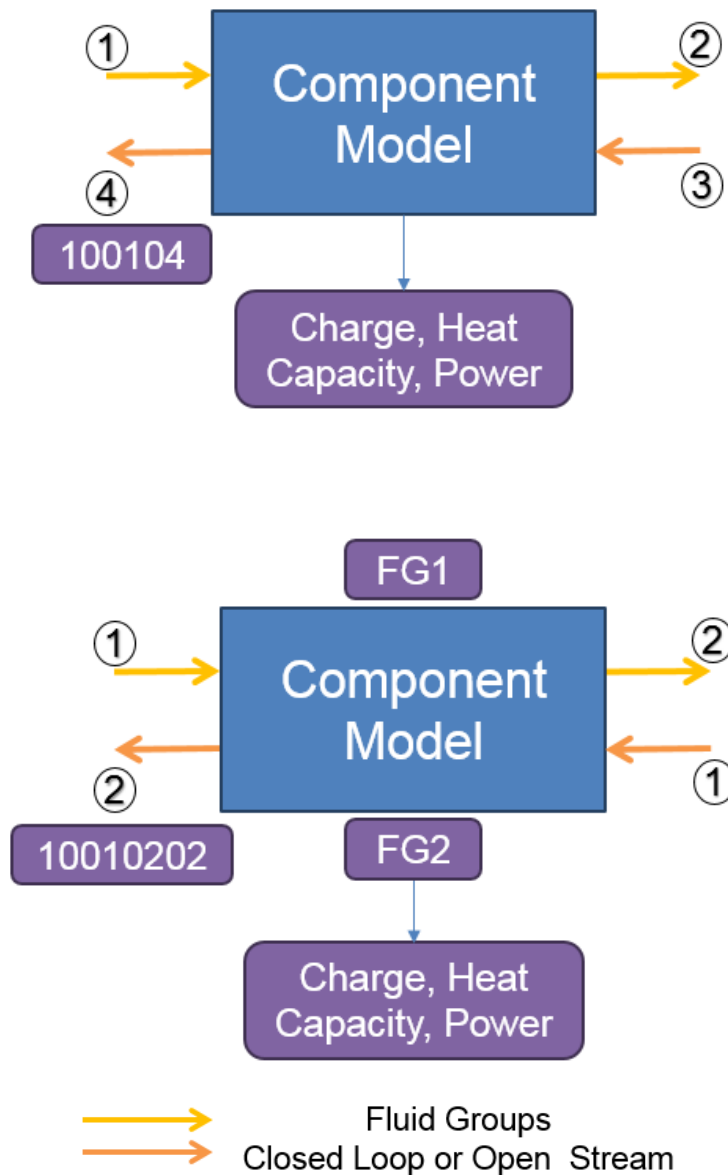 ①
②
Component
Model
④
③
100104
Charge, Heat
Capacity, Power
FG1
①
②
Component
Model
②
①
10010202
FG2
Charge, Heat
Capacity, Power
Fluid Groups
Closed Loop or Open Stream